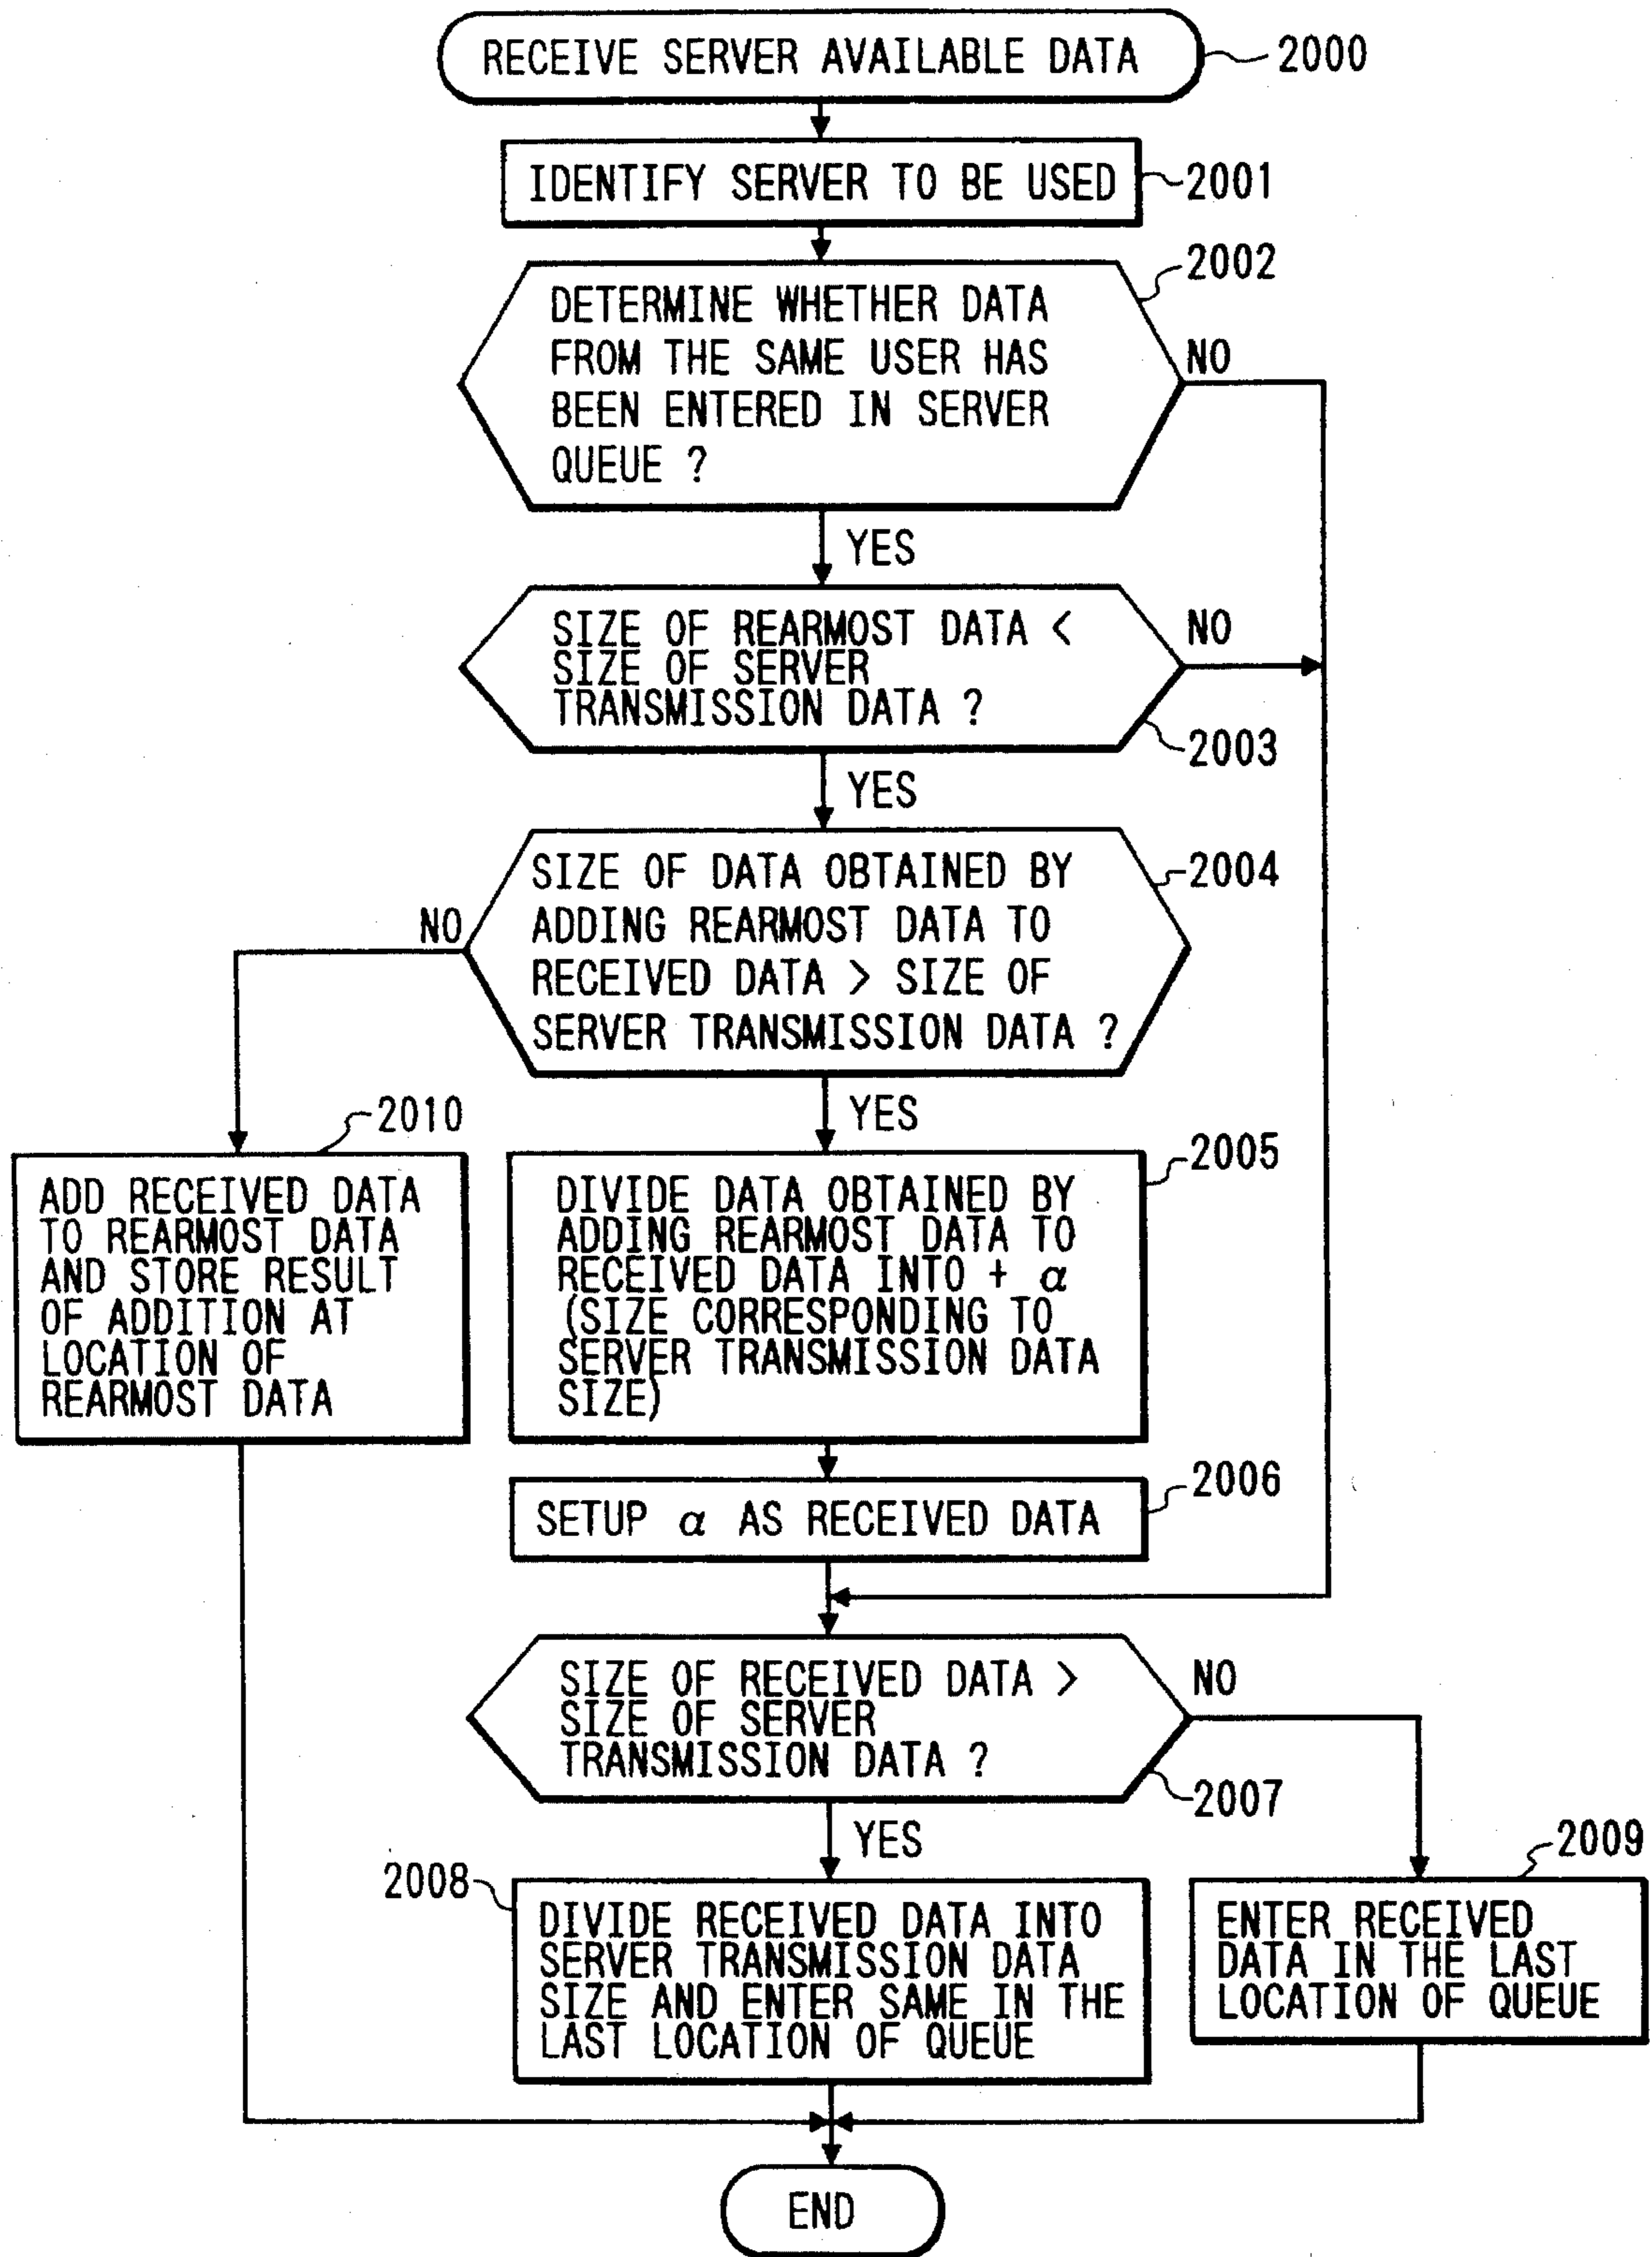 RECEIVE SERVER AVAILABLE DATA
2000
IDENTIFY SERVER TO BE USED
2001
2002
DETERMINE WHETHER DATA
FROM THE SAME USER HAS
BEEN ENTERED IN SERVER
QUEUE ?
NO
YES
SIZE OF REARMOST DATA <
SIZE OF SERVER
TRANSMISSION DATA ?
NO
2003
YES
SIZE OF DATA OBTAINED BY
ADDING REARMOST DATA TO
RECEIVED DATA > SIZE OF
SERVER TRANSMISSION DATA ?
2004
NO
YES
2010
ADD RECEIVED DATA
TO REARMOST DATA
AND STORE RESULT
OF ADDITION AT
LOCATION OF
REARMOST DATA
2005
DIVIDE DATA OBTAINED BY
ADDING REARMOST DATA TO
RECEIVED DATA INTO + α
(SIZE CORRESPONDING TO
SERVER TRANSMISSION DATA
SIZE)
2006
SETUP α AS RECEIVED DATA
SIZE OF RECEIVED DATA >
SIZE OF SERVER
TRANSMISSION DATA ?
NO
2007
YES
2008
DIVIDE RECEIVED DATA INTO
SERVER TRANSMISSION DATA
SIZE AND ENTER SAME IN THE
LAST LOCATION OF QUEUE
2009
ENTER RECEIVED
DATA IN THE LAST
LOCATION OF QUEUE
END